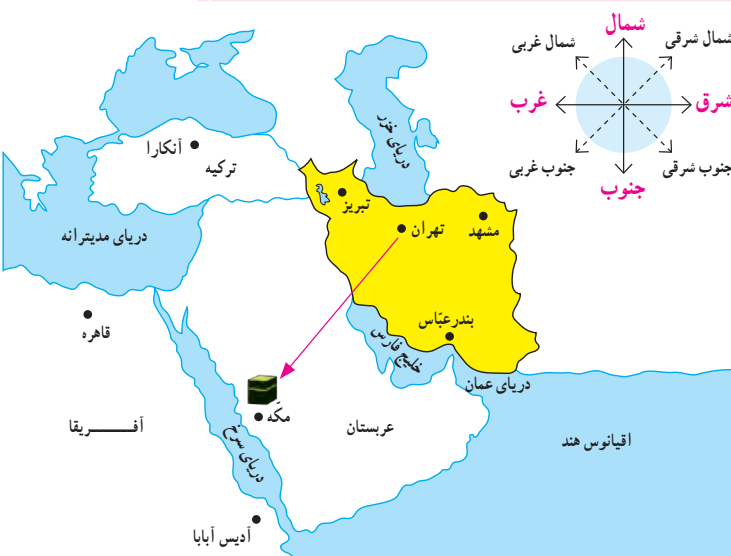 شمال
شمال شرقی
شمال غربی
شرق
غرب
جنوب شرقی
جنوب غربی
جنوب
دریای خزر
آنکارا
ترکیه
تبریز
تهران
مشهد
دریای مدیترانه
قاهره
بندرعبّاس
خلیج فارس
دریای عمان
مکّه
عربستان
آفـــــــریقا
دریای سرخ
اقیانوس هند
آدیس آبابا